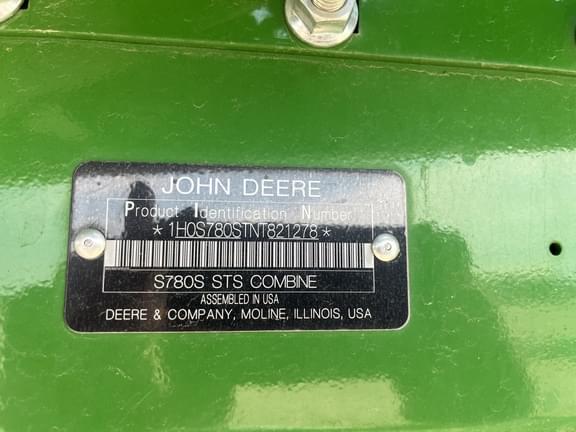 JOHN DEERE
Product Identification Number
*1H0S780STNT821278*
S780S STS COMBINE
ASSEMBLED IN USA
DEERE & COMPANY, MOLINE, ILLINOIS, USA